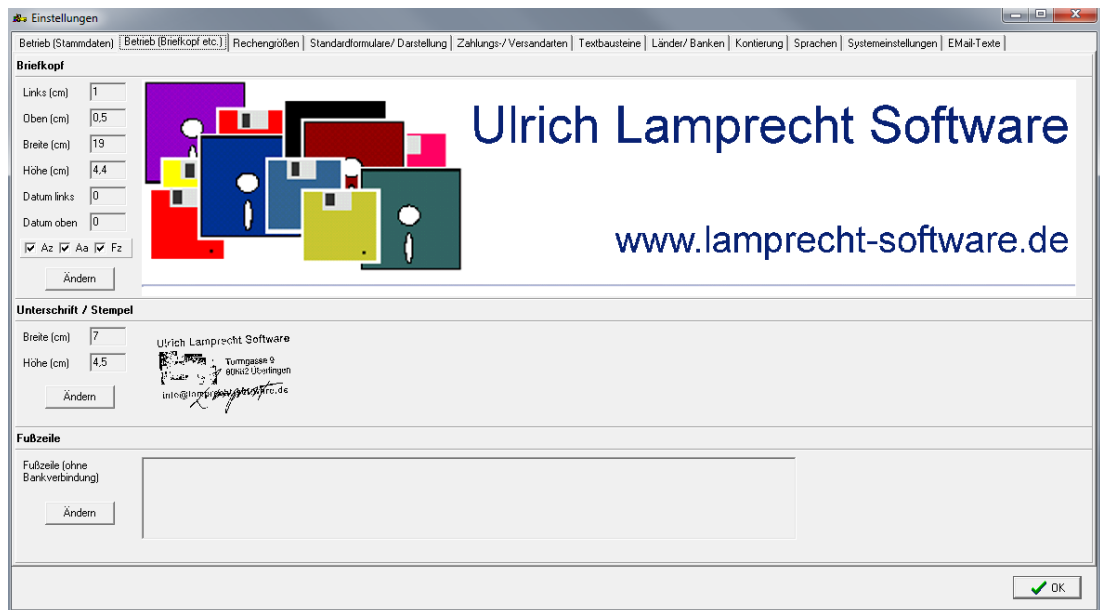 Einstellungen
Betrieb (Stammdaten) Betrieb (Briefkopf etc.) Rechengrößen Standardformulare/ Darstellung Zahlungs-/ Versandarten Textbausteine Länder/ Banken Kontierung Sprachen Systemeinstellungen EMail-Texte
Briefkopf
Links (cm) 1
Oben (cm) 0,5
Breite (cm) 19
Höhe (cm) 4,4
Datum links 0
Datum oben 0
Az Aa Fz
Ändern
Ulrich Lamprecht Software
www.lamprecht-software.de
Unterschrift / Stempel
Breite (cm) 7
Höhe (cm) 4,5
Ändern
Ulrich Lamprecht Software
Turmgasse 9
Überlingen
Fußzeile
Fußzeile (ohne
Bankverbindung)
Ändern
OK